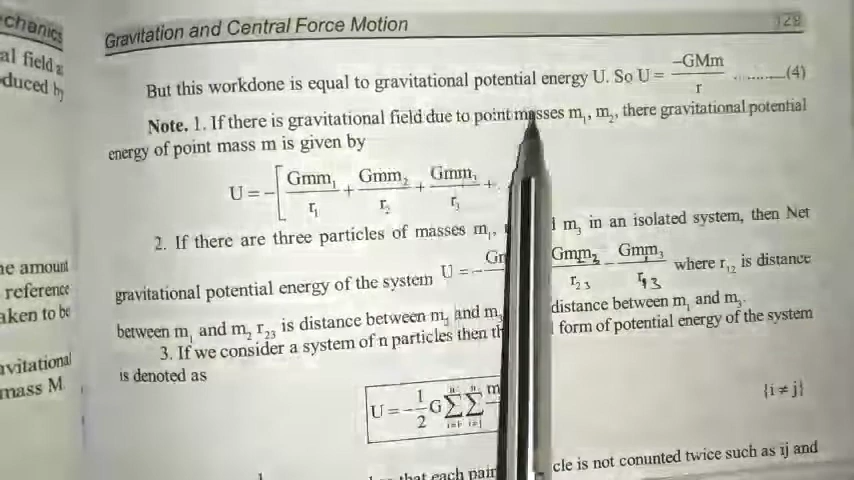 chanics
al field a
duced by
ne amount
reference
aken to be
avitational
mass M
Gravitation and Central Force Motion 129
But this workdone is equal to gravitational potential energy U. So U = −GMm / r ..........(4)
Note. 1. If there is gravitational field due to point masses m₁, m₂, there gravitational potential
energy of point mass m is given by
U = −[ Gmm₁ / r₁ + Gmm₂ / r₂ + Gmm₃ / r₃ +
2. If there are three particles of masses m₁, m₃ in an isolated system, then Net
gravitational potential energy of the system U = − Gmm₂ / r₂₃ − Gmm₃ / r₁₃ where r₁₂ is distance
between m₁ and m₂ r₂₃ is distance between m₂ and m₃ distance between m₁ and m₃.
3. If we consider a system of n particles then form of potential energy of the system
is denoted as
U = − 1/2 G Σ Σ m {i ≠ j}
that each pair cle is not conunted twice such as ij and